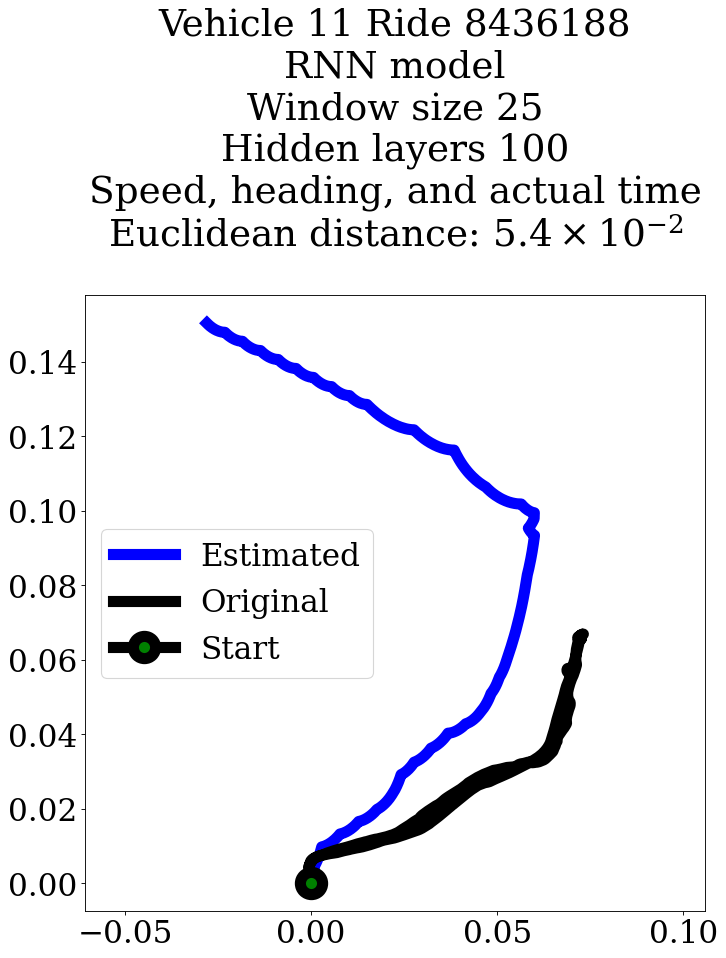 Vehicle 11 Ride 8436188
RNN model
Window size 25
Hidden layers 100
Speed, heading, and actual time
Euclidean distance: 5.4 × 10⁻²
0.14
0.12
0.10
0.08
0.06
0.04
0.02
0.00
Estimated
Original
Start
−0.05 0.00 0.05 0.10